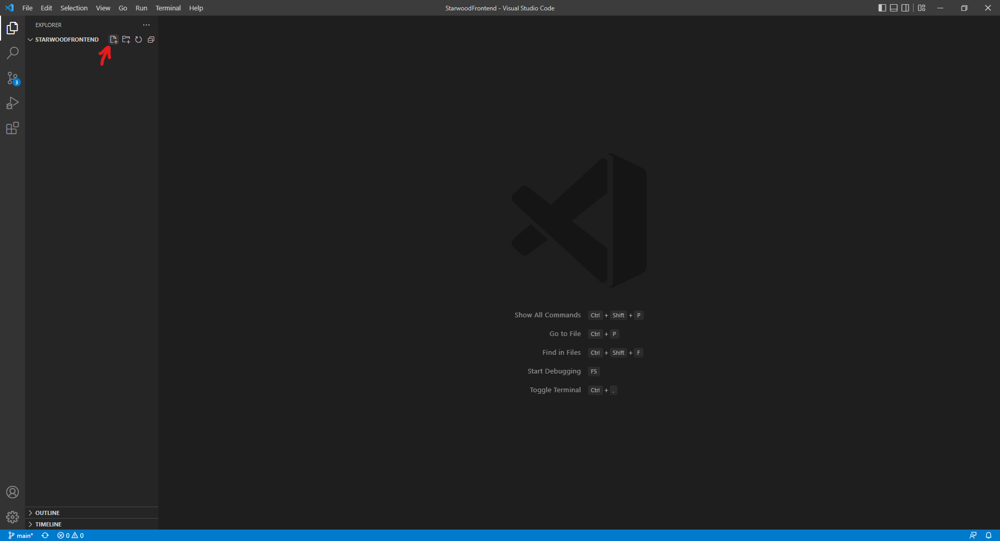 File Edit Selection View Go Run Terminal Help
StarwoodFrontend - Visual Studio Code
EXPLORER
STARWOODFRONTEND
3
Show All Commands Ctrl + Shift + P
Go to File Ctrl + P
Find in Files Ctrl + Shift + F
Start Debugging F5
Toggle Terminal Ctrl + .
OUTLINE
TIMELINE
main* 0 0